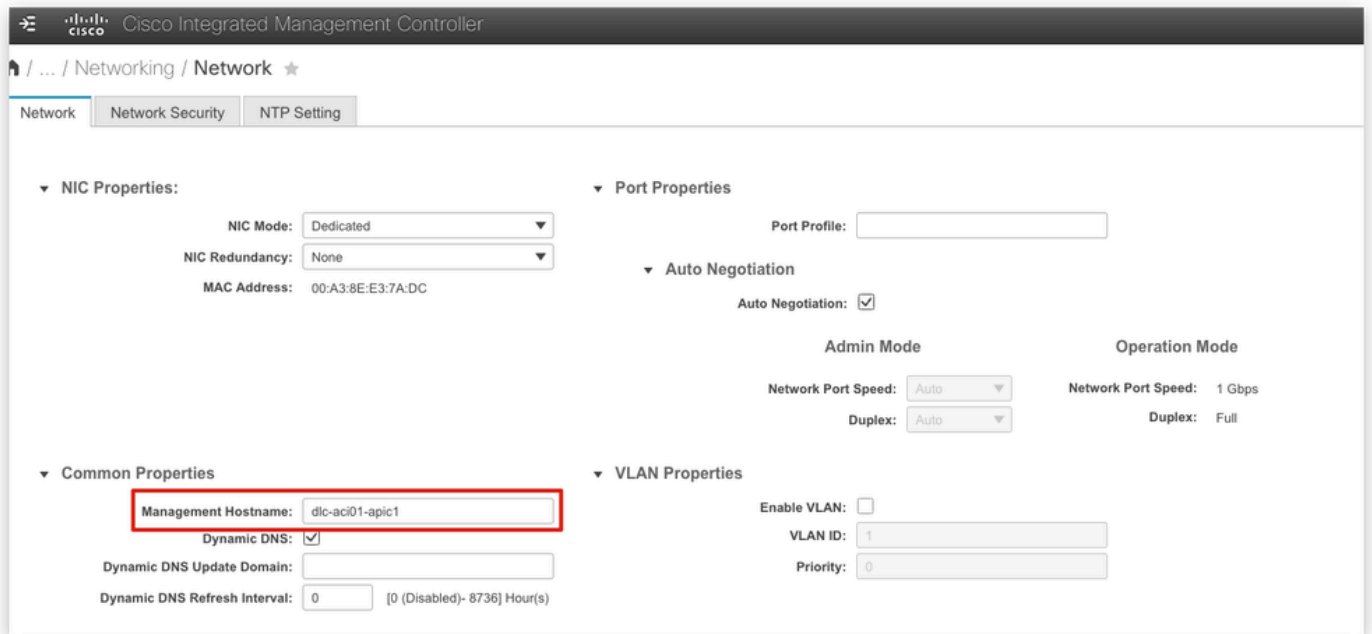 cisco Cisco Integrated Management Controller
/ ... / Networking / Network
Network Network Security NTP Setting
NIC Properties:
NIC Mode: Dedicated
NIC Redundancy: None
MAC Address: 00:A3:8E:E3:7A:DC
Port Properties
Port Profile:
Auto Negotiation
Auto Negotiation:
Admin Mode Operation Mode
Network Port Speed: Auto Network Port Speed: 1 Gbps
Duplex: Auto Duplex: Full
Common Properties
Management Hostname: dlc-aci01-apic1
Dynamic DNS:
Dynamic DNS Update Domain:
Dynamic DNS Refresh Interval: 0 [0 (Disabled)- 8736] Hour(s)
VLAN Properties
Enable VLAN:
VLAN ID: 1
Priority: 0